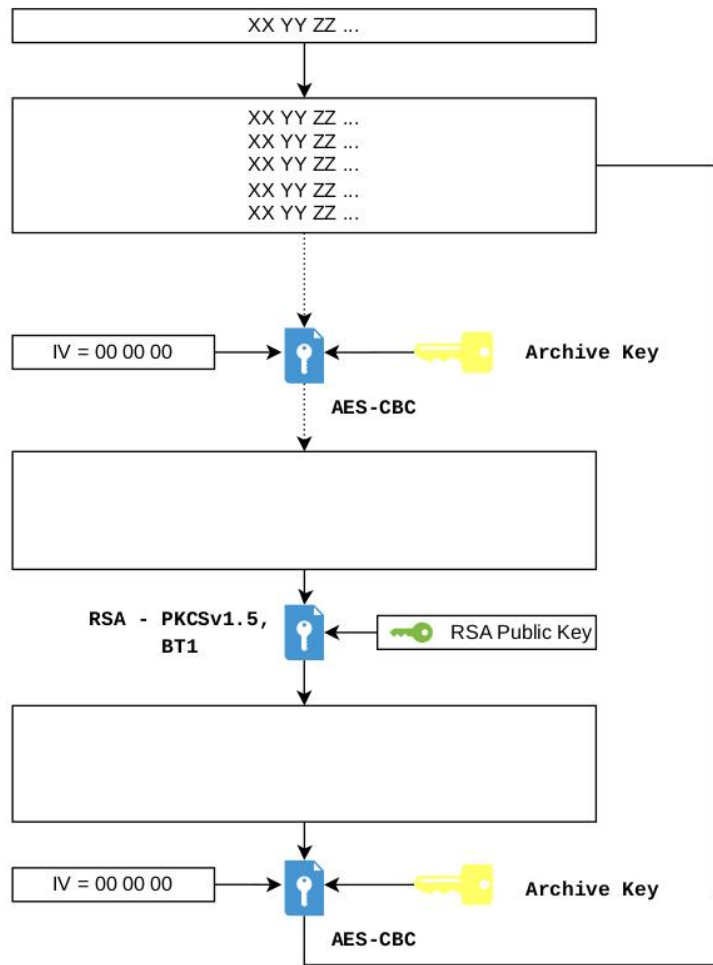 XX YY ZZ ...
XX YY ZZ ...
XX YY ZZ ...
XX YY ZZ ...
XX YY ZZ ...
XX YY ZZ ...
IV = 00 00 00
Archive Key
AES-CBC
RSA - PKCSv1.5,
BT1
RSA Public Key
IV = 00 00 00
Archive Key
AES-CBC